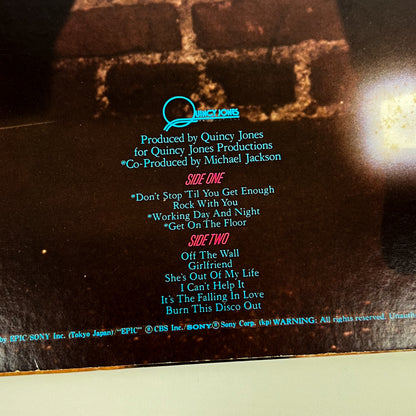 QUINCY JONES
Produced by Quincy Jones
for Quincy Jones Productions
*Co-Produced by Michael Jackson
SIDE ONE
*Don't Stop 'Til You Get Enough
Rock With You
*Working Day And Night
*Get On The Floor
SIDE TWO
Off The Wall
Girlfriend
She's Out Of My Life
I Can't Help It
It's The Falling In Love
Burn This Disco Out
by EPIC/SONY Inc. (Tokyo Japan)/"EPIC" ® CBS Inc./SONY® Sony Corp. (kp) WARNING: All rights reserved.